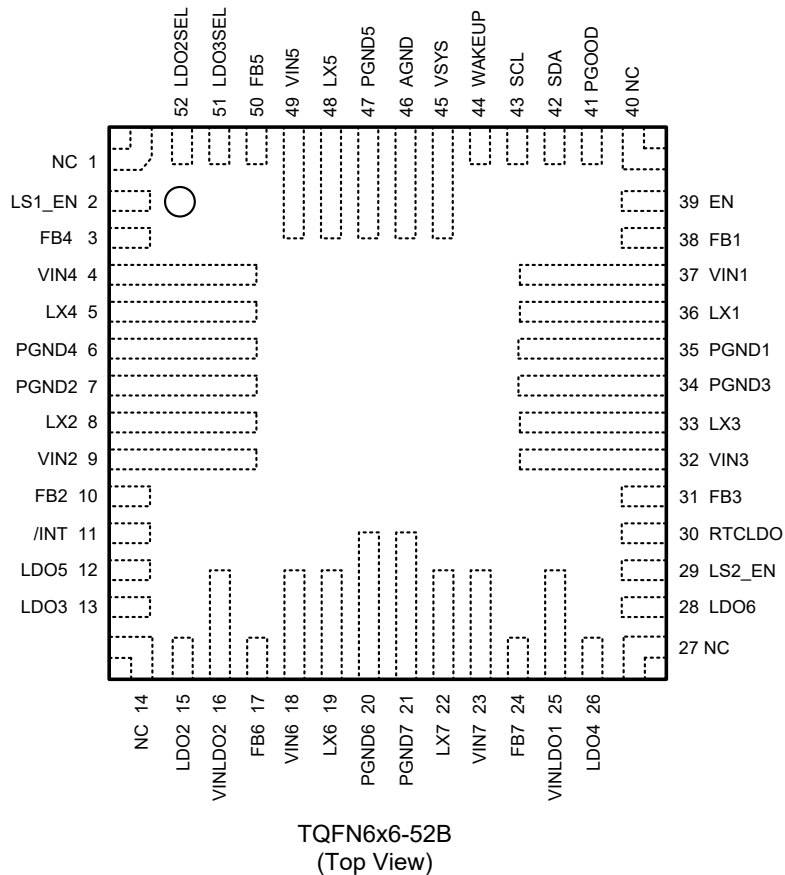 52 LDO2SEL
51 LDO3SEL
50 FB5
49 VIN5
48 LX5
47 PGND5
46 AGND
45 VSYS
44 WAKEUP
43 SCL
42 SDA
41 PGOOD
40 NC
NC 1
LS1_EN 2
FB4 3
VIN4 4
LX4 5
PGND4 6
PGND2 7
LX2 8
VIN2 9
FB2 10
/INT 11
LDO5 12
LDO3 13
39 EN
38 FB1
37 VIN1
36 LX1
35 PGND1
34 PGND3
33 LX3
32 VIN3
31 FB3
30 RTCLDO
29 LS2_EN
28 LDO6
27 NC
NC 14
LDO2 15
VINLDO2 16
FB6 17
VIN6 18
LX6 19
PGND6 20
PGND7 21
LX7 22
VIN7 23
FB7 24
VINLDO1 25
LDO4 26
TQFN6x6-52B
(Top View)